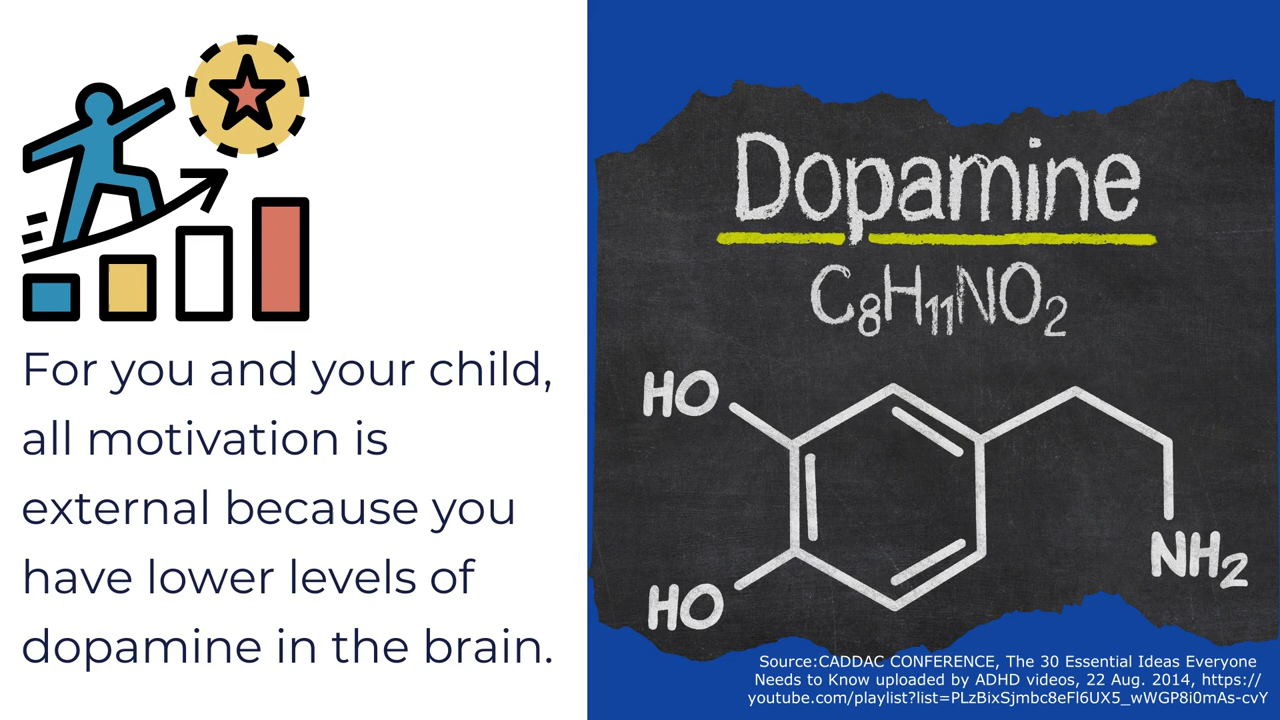 For you and your child,
all motivation is
external because you
have lower levels of
dopamine in the brain.
Dopamine
C₈H₁₁NO₂
HO
HO
NH₂
Source:CADDAC CONFERENCE, The 30 Essential Ideas Everyone
Needs to Know uploaded by ADHD videos, 22 Aug. 2014, https://
youtube.com/playlist?list=PLzBixSjmbc8eFl6UX5_wWGP8i0mAs-cvY